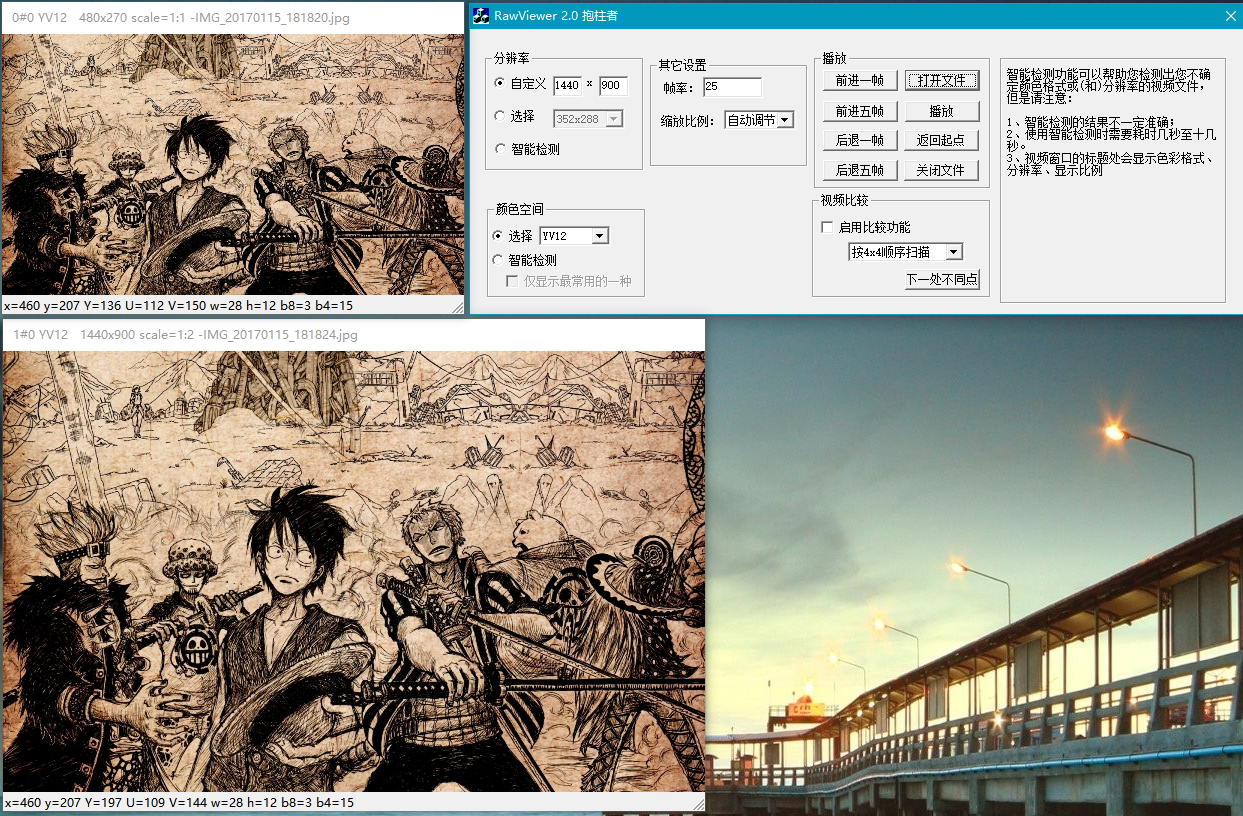 0#0 YV12 480x270 scale=1:1 -IMG_20170115_181820.jpg
x=460 y=207 Y=136 U=112 V=150 w=28 h=12 b8=3 b4=15
RawViewer 2.0 抱柱者
分辨率
自定义 1440 × 900
选择 352x288
智能检测
颜色空间
选择 YV12
智能检测
仅显示最常用的一种
其它设置
帧率： 25
缩放比例： 自动调节
播放
前进一帧 打开文件
前进五帧 播放
后退一帧 返回起点
后退五帧 关闭文件
视频比较
启用比较功能
按4x4顺序扫描
下一处不同点
智能检测功能可以帮助您检测出您不确
定颜色格式或(和)分辨率的视频文件，
但是请注意：
1、智能检测的结果不一定准确；
2、使用智能检测时需要耗时几秒至十几
秒。
3、视频窗口的标题处会显示色彩格式、
分辨率、显示比例
1#0 YV12 1440x900 scale=1:2 -IMG_20170115_181824.jpg
x=460 y=207 Y=197 U=109 V=144 w=28 h=12 b8=3 b4=15